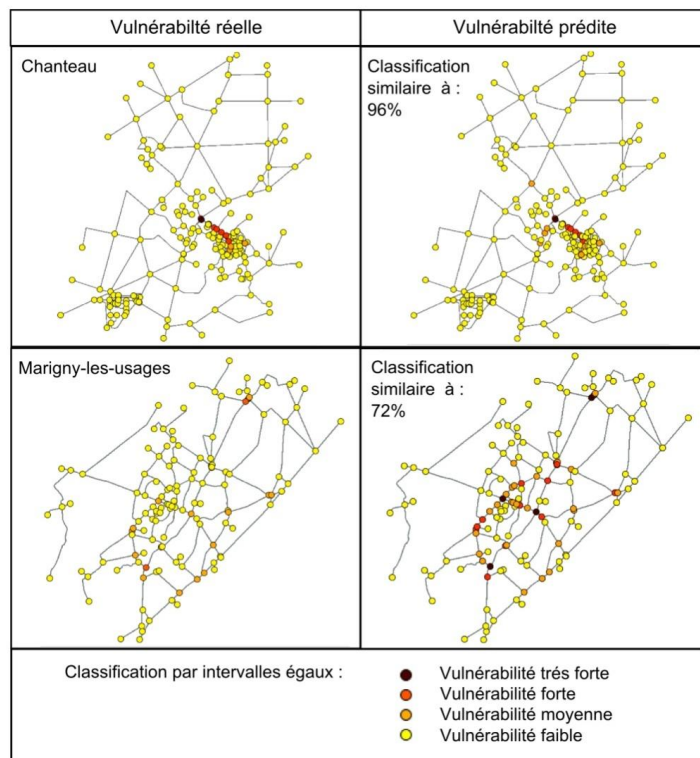 Vulnérabilté réelle
Vulnérabilté prédite
Chanteau
Classification
similaire à :
96%
Marigny-les-usages
Classification
similaire à :
72%
Classification par intervalles égaux :
Vulnérabilité trés forte
Vulnérabilité forte
Vulnérabilité moyenne
Vulnérabilité faible